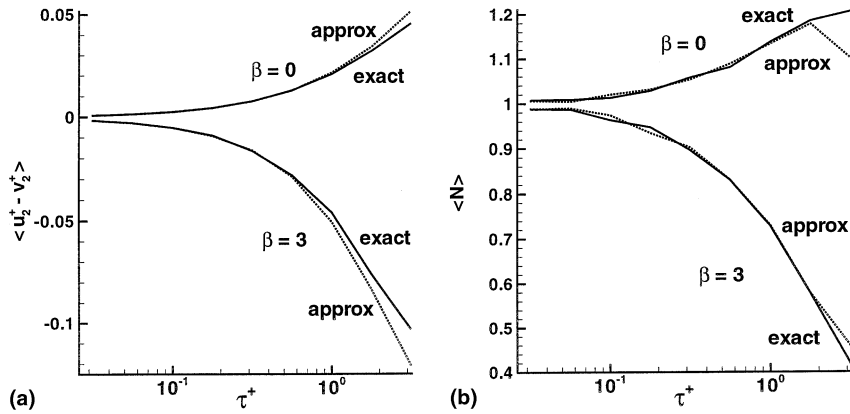 0.05
0
-0.05
-0.1
< u₂⁺ - v₂⁺ >
approx
β = 0
exact
exact
β = 3
approx
10⁻¹
10⁰
τ⁺
(a)
1.2
1.1
1
0.9
0.8
0.7
0.6
0.5
0.4
<N>
exact
β = 0
approx
approx
β = 3
exact
10⁻¹
10⁰
τ⁺
(b)